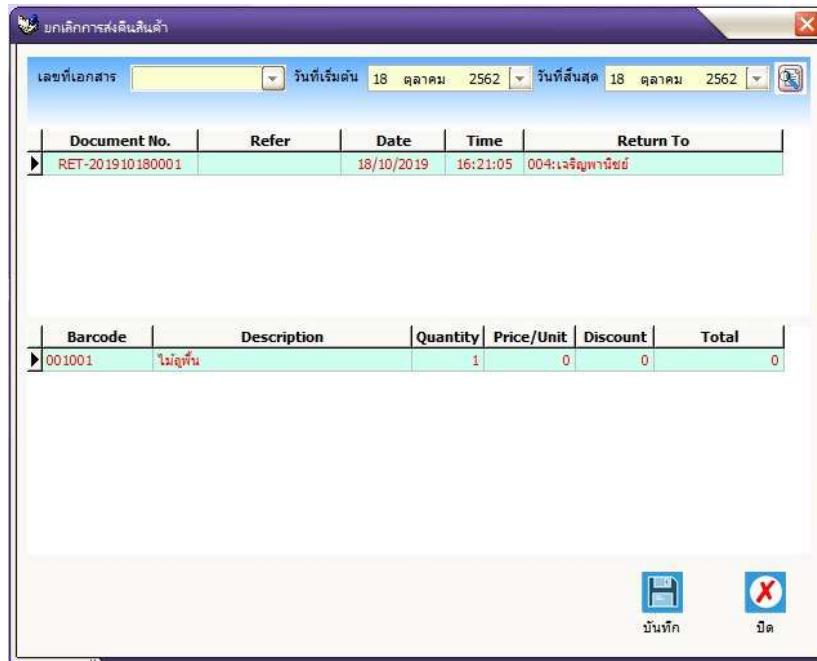 ยกเลิกการส่งคืนสินค้า
เลขที่เอกสาร วันที่เริ่มต้น 18 ตุลาคม 2562 วันที่สิ้นสุด 18 ตุลาคม 2562
Document No. Refer Date Time Return To
RET-201910180001 18/10/2019 16:21:05 004:เจริญพานิชย์
Barcode Description Quantity Price/Unit Discount Total
001001 ไม้ถูพื้น 1 0 0 0
บันทึก ปิด